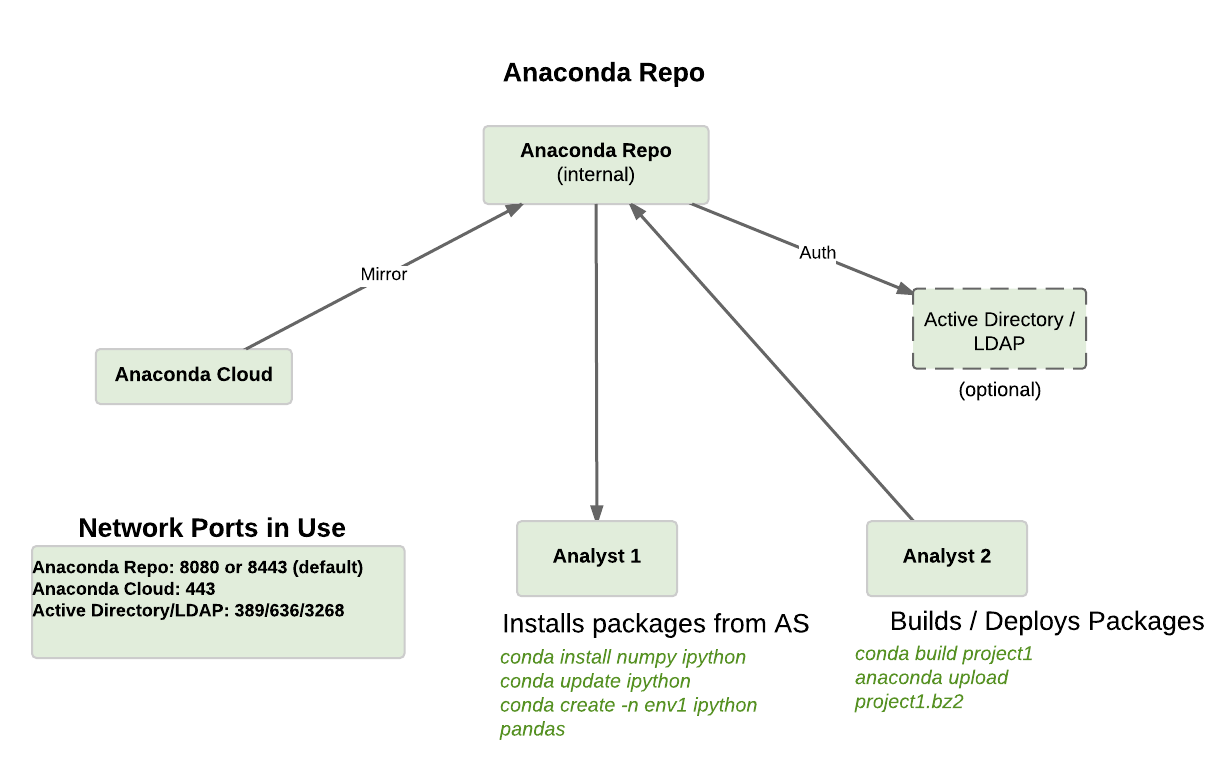 Anaconda Repo
Anaconda Repo
(internal)
Mirror
Auth
Active Directory /
LDAP
(optional)
Anaconda Cloud
Network Ports in Use
Anaconda Repo: 8080 or 8443 (default)
Anaconda Cloud: 443
Active Directory/LDAP: 389/636/3268
Analyst 1
Installs packages from AS
conda install numpy ipython
conda update ipython
conda create -n env1 ipython
pandas
Analyst 2
Builds / Deploys Packages
conda build project1
anaconda upload
project1.bz2